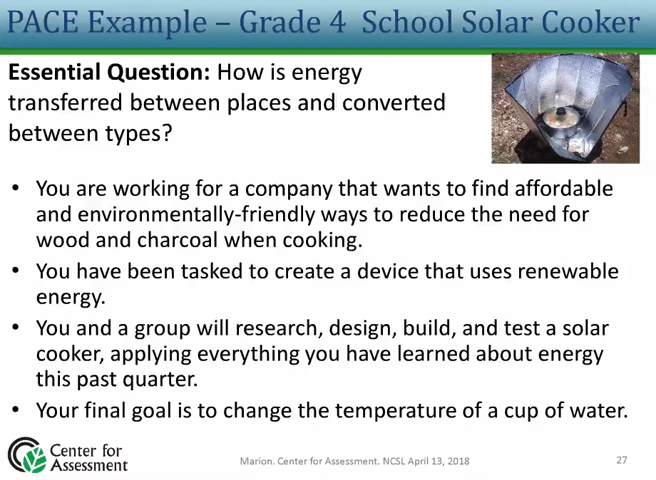 PACE Example – Grade 4  School Solar Cooker
Essential Question: How is energy
transferred between places and converted
between types?
• You are working for a company that wants to find affordable
and environmentally-friendly ways to reduce the need for
wood and charcoal when cooking.
• You have been tasked to create a device that uses renewable
energy.
• You and a group will research, design, build, and test a solar
cooker, applying everything you have learned about energy
this past quarter.
• Your final goal is to change the temperature of a cup of water.
Center for
Assessment
Marion. Center for Assessment. NCSL April 13, 2018
27